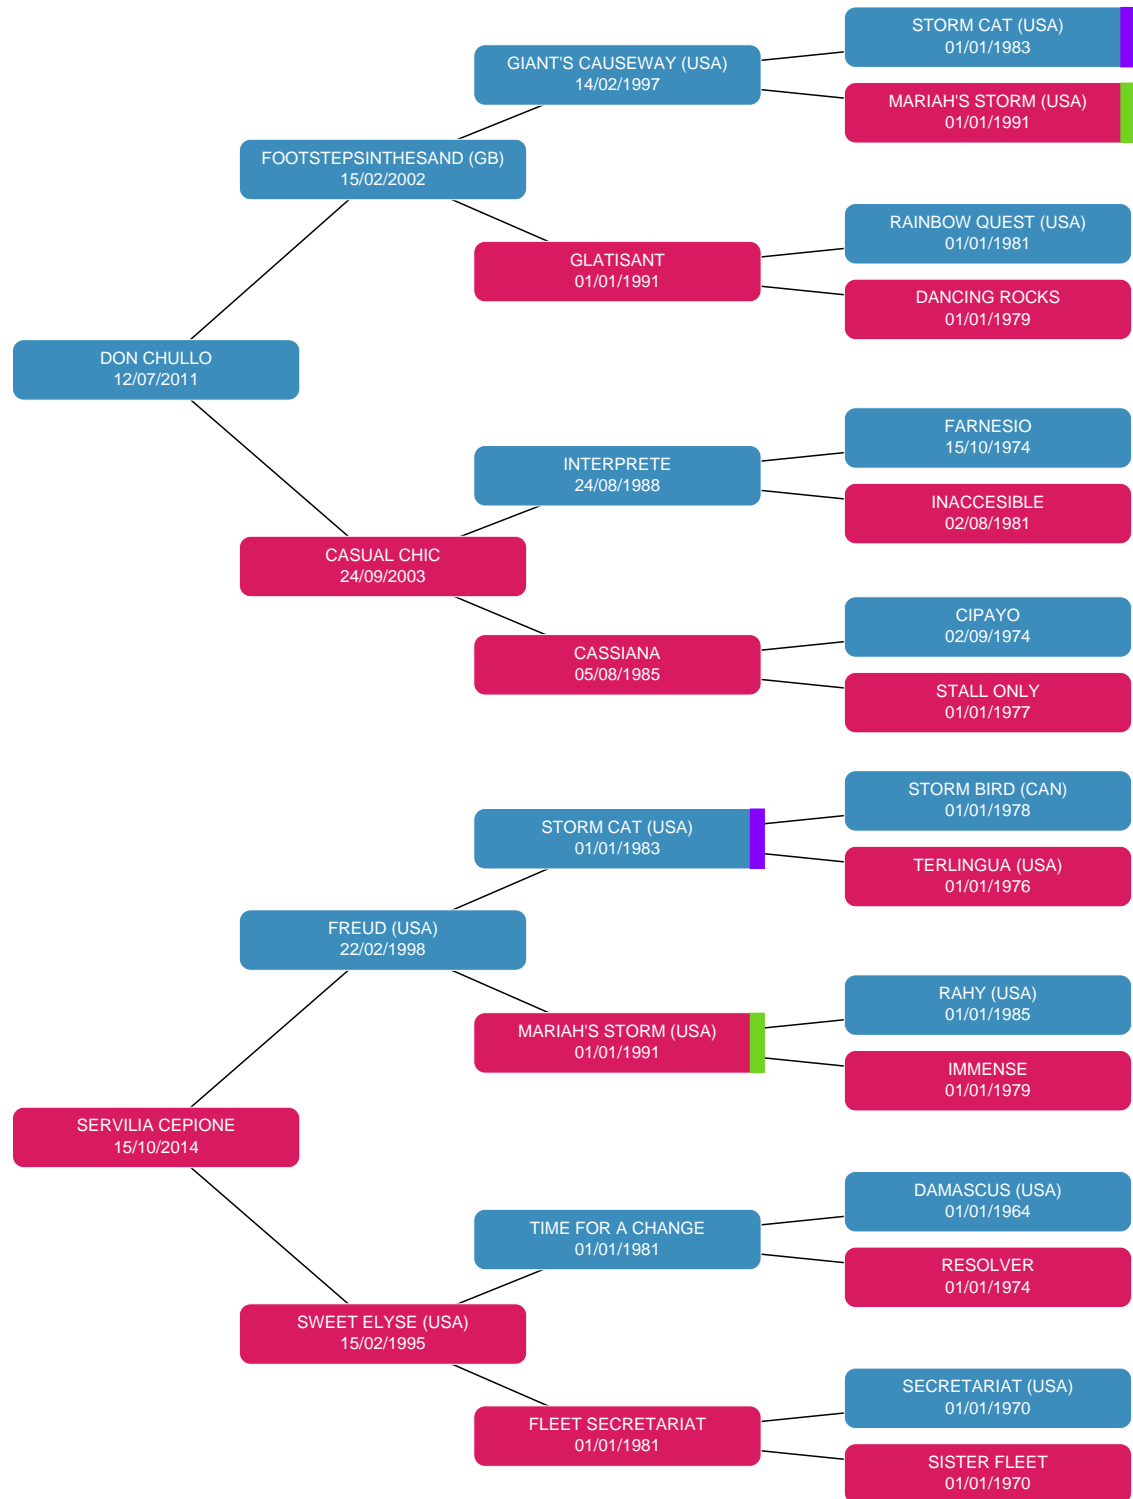 STORM CAT (USA)
01/01/1983
GIANT'S CAUSEWAY (USA)
14/02/1997
MARIAH'S STORM (USA)
01/01/1991
FOOTSTEPSINTHESAND (GB)
15/02/2002
RAINBOW QUEST (USA)
01/01/1981
GLATISANT
01/01/1991
DANCING ROCKS
01/01/1979
DON CHULLO
12/07/2011
FARNESIO
15/10/1974
INTERPRETE
24/08/1988
INACCESIBLE
02/08/1981
CASUAL CHIC
24/09/2003
CIPAYO
02/09/1974
CASSIANA
05/08/1985
STALL ONLY
01/01/1977
STORM BIRD (CAN)
01/01/1978
STORM CAT (USA)
01/01/1983
TERLINGUA (USA)
01/01/1976
FREUD (USA)
22/02/1998
RAHY (USA)
01/01/1985
MARIAH'S STORM (USA)
01/01/1991
IMMENSE
01/01/1979
SERVILIA CEPIONE
15/10/2014
DAMASCUS (USA)
01/01/1964
TIME FOR A CHANGE
01/01/1981
RESOLVER
01/01/1974
SWEET ELYSE (USA)
15/02/1995
SECRETARIAT (USA)
01/01/1970
FLEET SECRETARIAT
01/01/1981
SISTER FLEET
01/01/1970